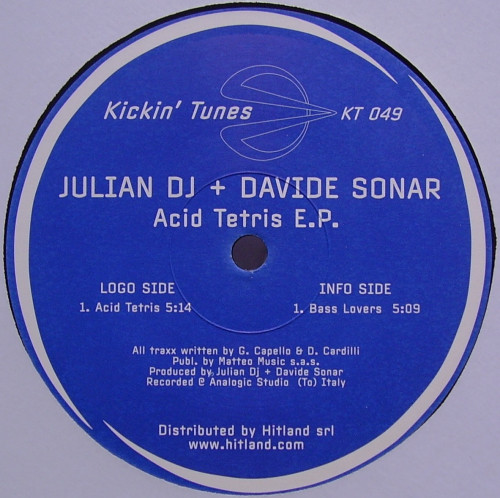 Kickin' Tunes KT 049
JULIAN DJ + DAVIDE SONAR
Acid Tetris E.P.
LOGO SIDE
1. Acid Tetris 5:14
INFO SIDE
1. Bass Lovers 5:09
All traxx written by G. Capello & D. Cardilli
Publ. by Matteo Music s.a.s.
Produced by Julian Dj + Davide Sonar
Recorded @ Analogic Studio (To) Italy
Distributed by Hitland srl
www.hitland.com